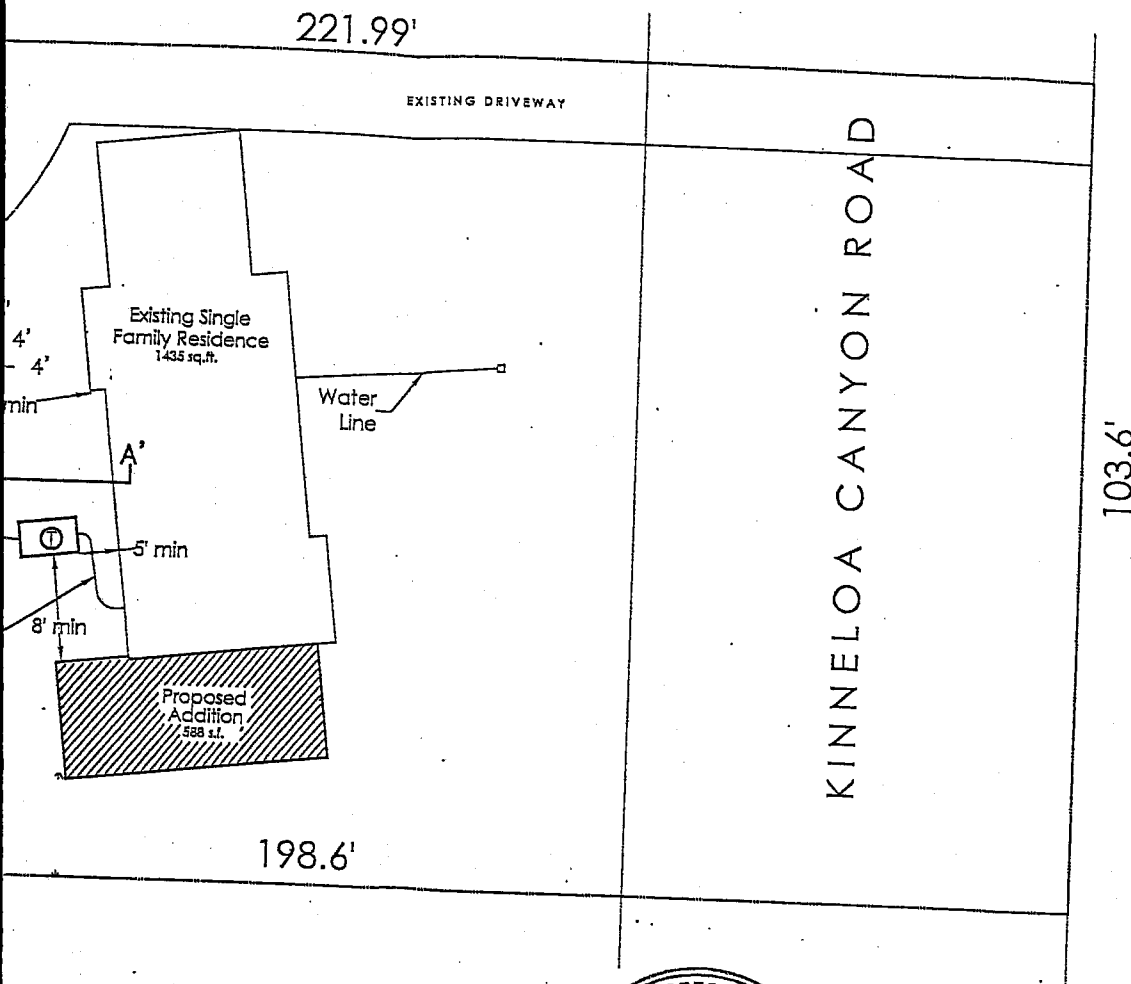 221.99'
EXISTING DRIVEWAY
KINNELOA CANYON ROAD
Existing Single
Family Residence
1435 sq.ft.
4'
4'
min
Water
Line
A'
103.6'
T
5' min
8' min
Proposed
Addition
588 s.f.
198.6'